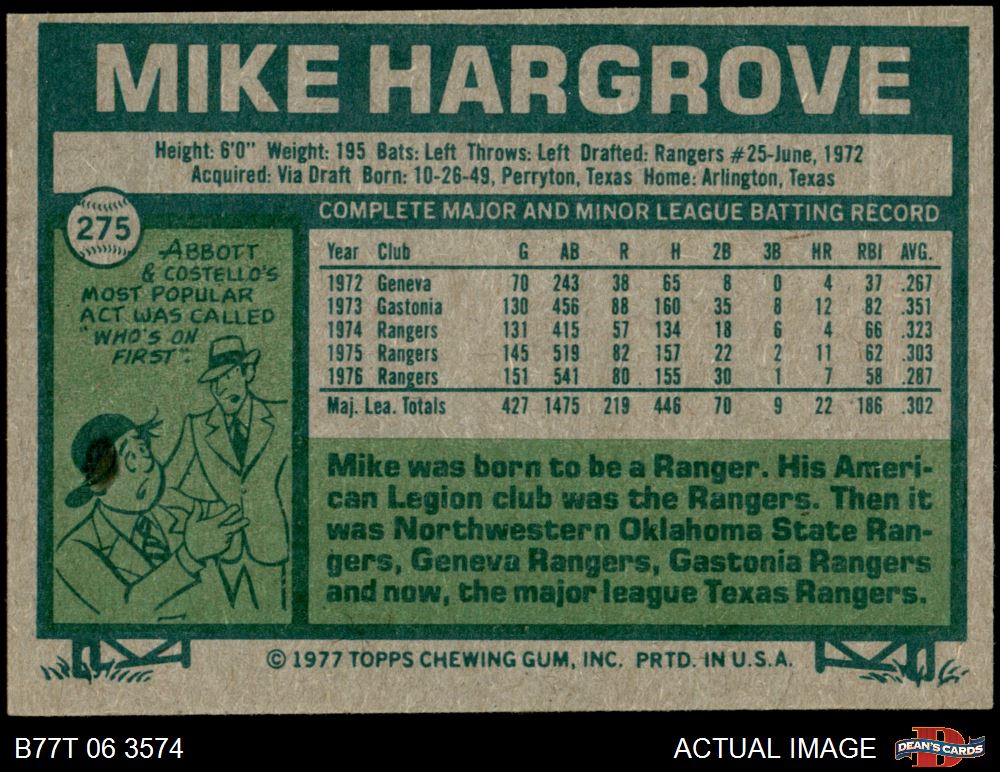 MIKE HARGROVE
Height: 6'0" Weight: 195 Bats: Left Throws: Left Drafted: Rangers #25-June, 1972
Acquired: Via Draft Born: 10-26-49, Perryton, Texas Home: Arlington, Texas
275
ABBOTT
& COSTELLO'S
MOST POPULAR
ACT WAS CALLED
"WHO'S ON
FIRST".
COMPLETE MAJOR AND MINOR LEAGUE BATTING RECORD
Year Club G AB R H 2B 3B HR RBI AVG.
1972 Geneva 70 243 38 65 8 0 4 37 .267
1973 Gastonia 130 456 88 160 35 8 12 82 .351
1974 Rangers 131 415 57 134 18 6 4 66 .323
1975 Rangers 145 519 82 157 22 2 11 62 .303
1976 Rangers 151 541 80 155 30 1 7 58 .287
Maj. Lea. Totals 427 1475 219 446 70 9 22 186 .302
Mike was born to be a Ranger. His Ameri-
can Legion club was the Rangers. Then it
was Northwestern Oklahoma State Ran-
gers, Geneva Rangers, Gastonia Rangers
and now, the major league Texas Rangers.
© 1977 TOPPS CHEWING GUM, INC. PRTD. IN U.S.A.
B77T 06 3574
ACTUAL IMAGE
D
DEAN'S CARDS